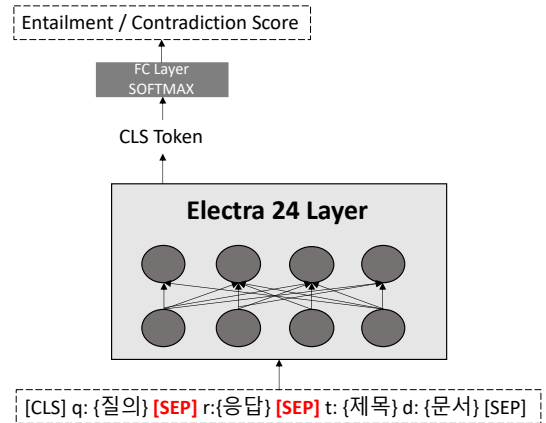 Entailment / Contradiction Score
FC Layer
SOFTMAX
CLS Token
Electra 24 Layer
[CLS] q: {질의} [SEP] r:{응답} [SEP] t: {제목} d: {문서} [SEP]